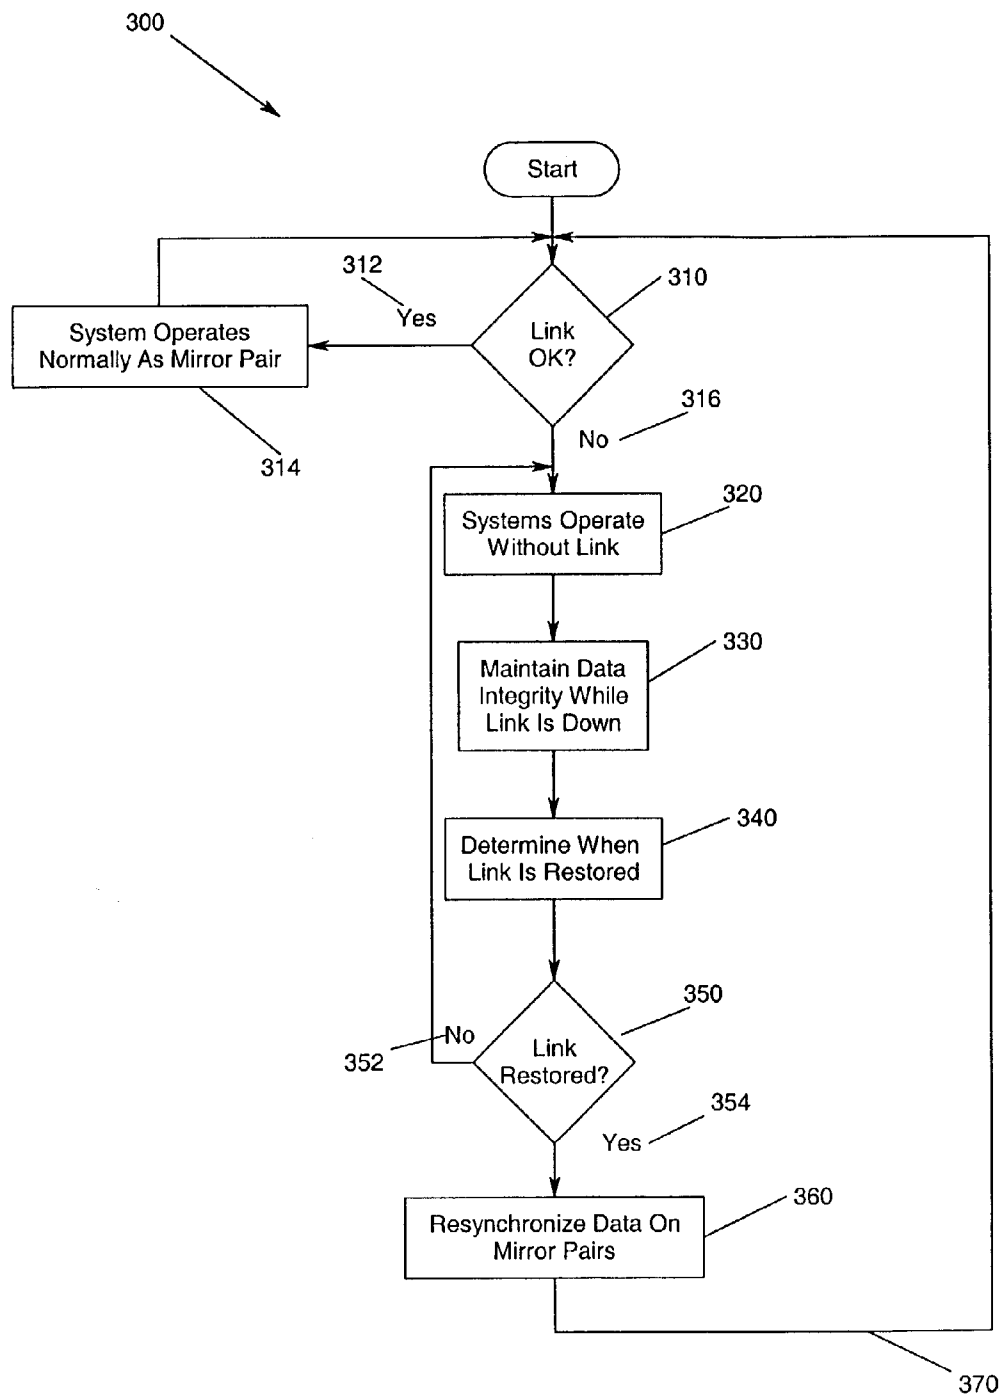 300
Start
312
Yes
310
Link
OK?
System Operates
Normally As Mirror Pair
314
316
No
320
Systems Operate
Without Link
330
Maintain Data
Integrity While
Link Is Down
340
Determine When
Link Is Restored
350
No
352
Link
Restored?
354
Yes
360
Resynchronize Data On
Mirror Pairs
370